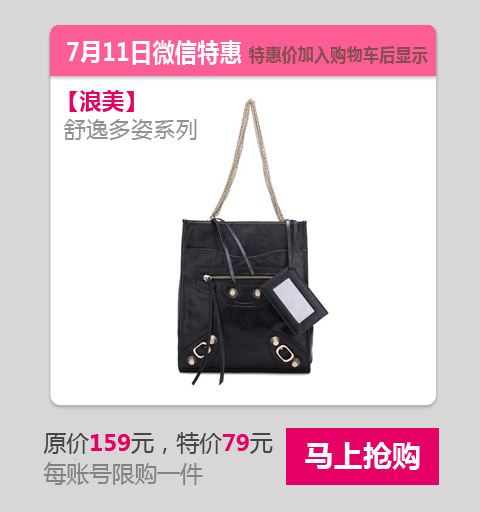 7月11日微信特惠 特惠价加入购物车后显示
【浪美】
舒逸多姿系列
原价159元，特价79元
每账号限购一件
马上抢购